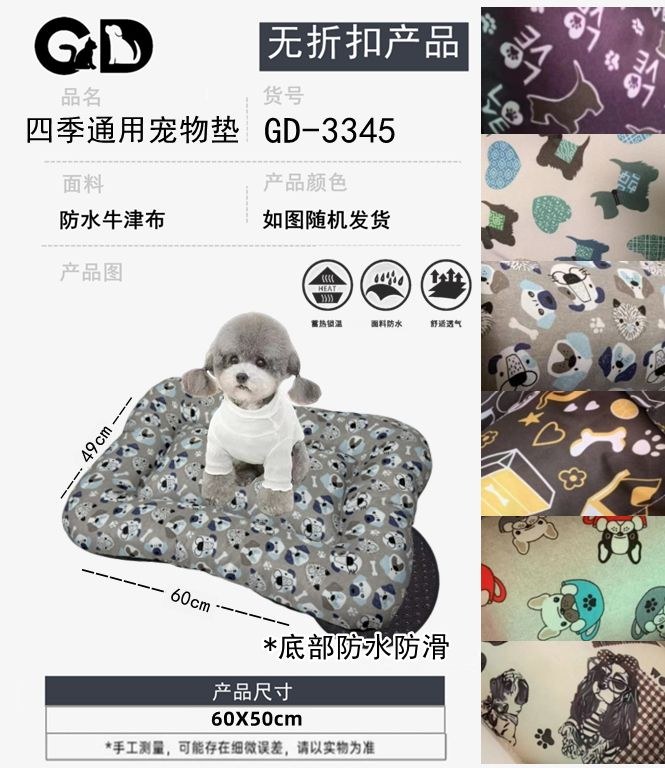 GD
无折扣产品
品名
货号
四季通用宠物垫
GD-3345
面料
产品颜色
防水牛津布
如图随机发货
产品图
HEAT
蓄热锁温
面料防水
舒适透气
49cm
60cm
*底部防水防滑
产品尺寸
60X50cm
*手工测量，可能存在细微误差，请以实物为准